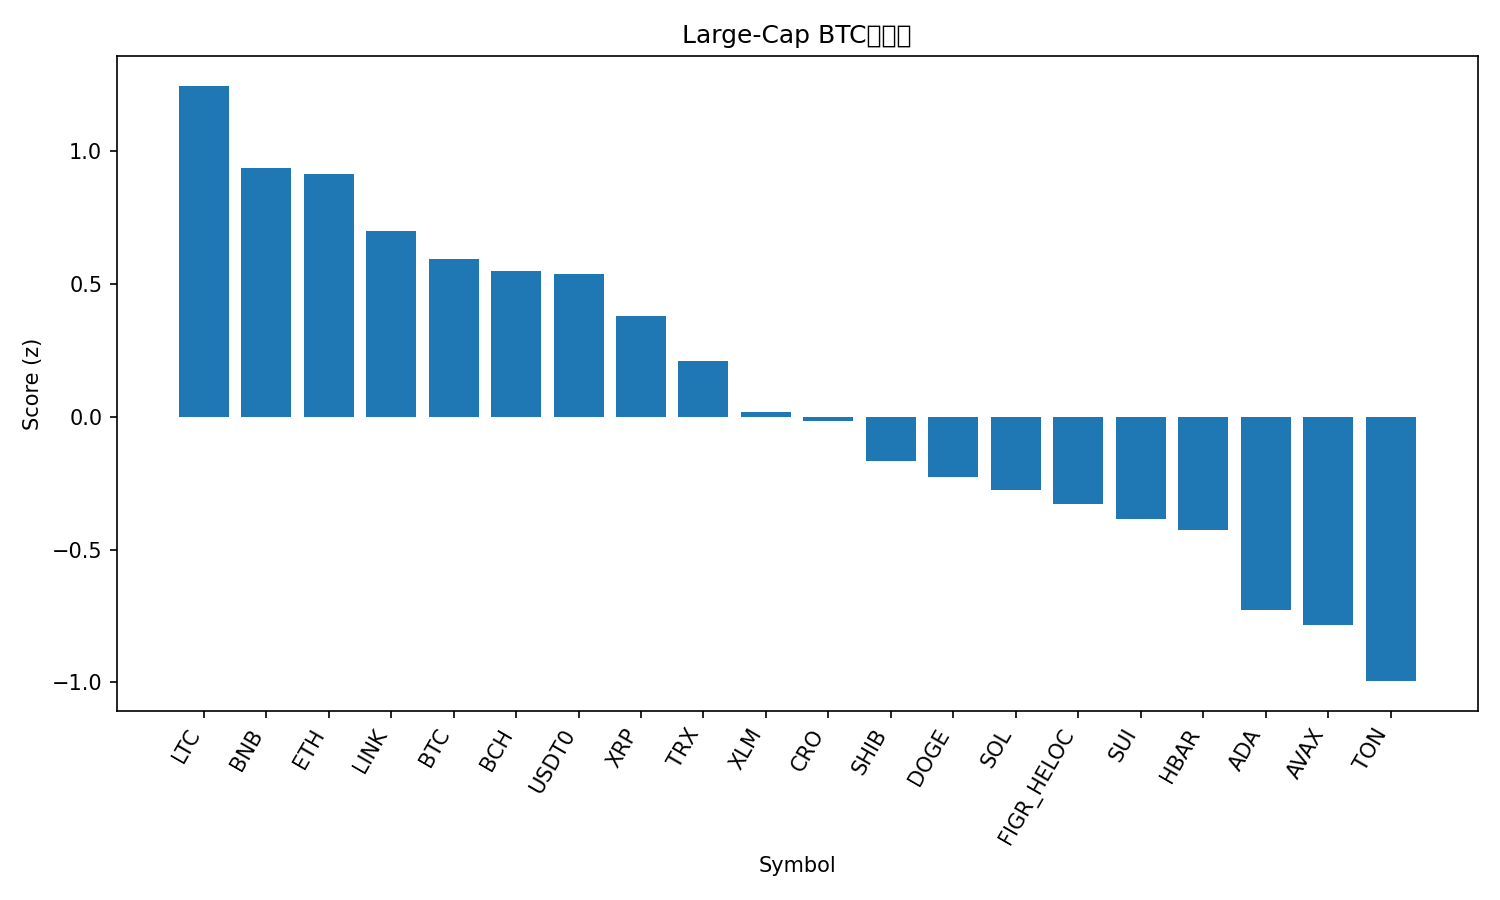 Large-Cap BTC
Score (z)
1.0
0.5
0.0
−0.5
−1.0
LTC
BNB
ETH
LINK
BTC
BCH
USDT0
XRP
TRX
XLM
CRO
SHIB
DOGE
SOL
FIGR_HELOC
SUI
HBAR
ADA
AVAX
TON
Symbol